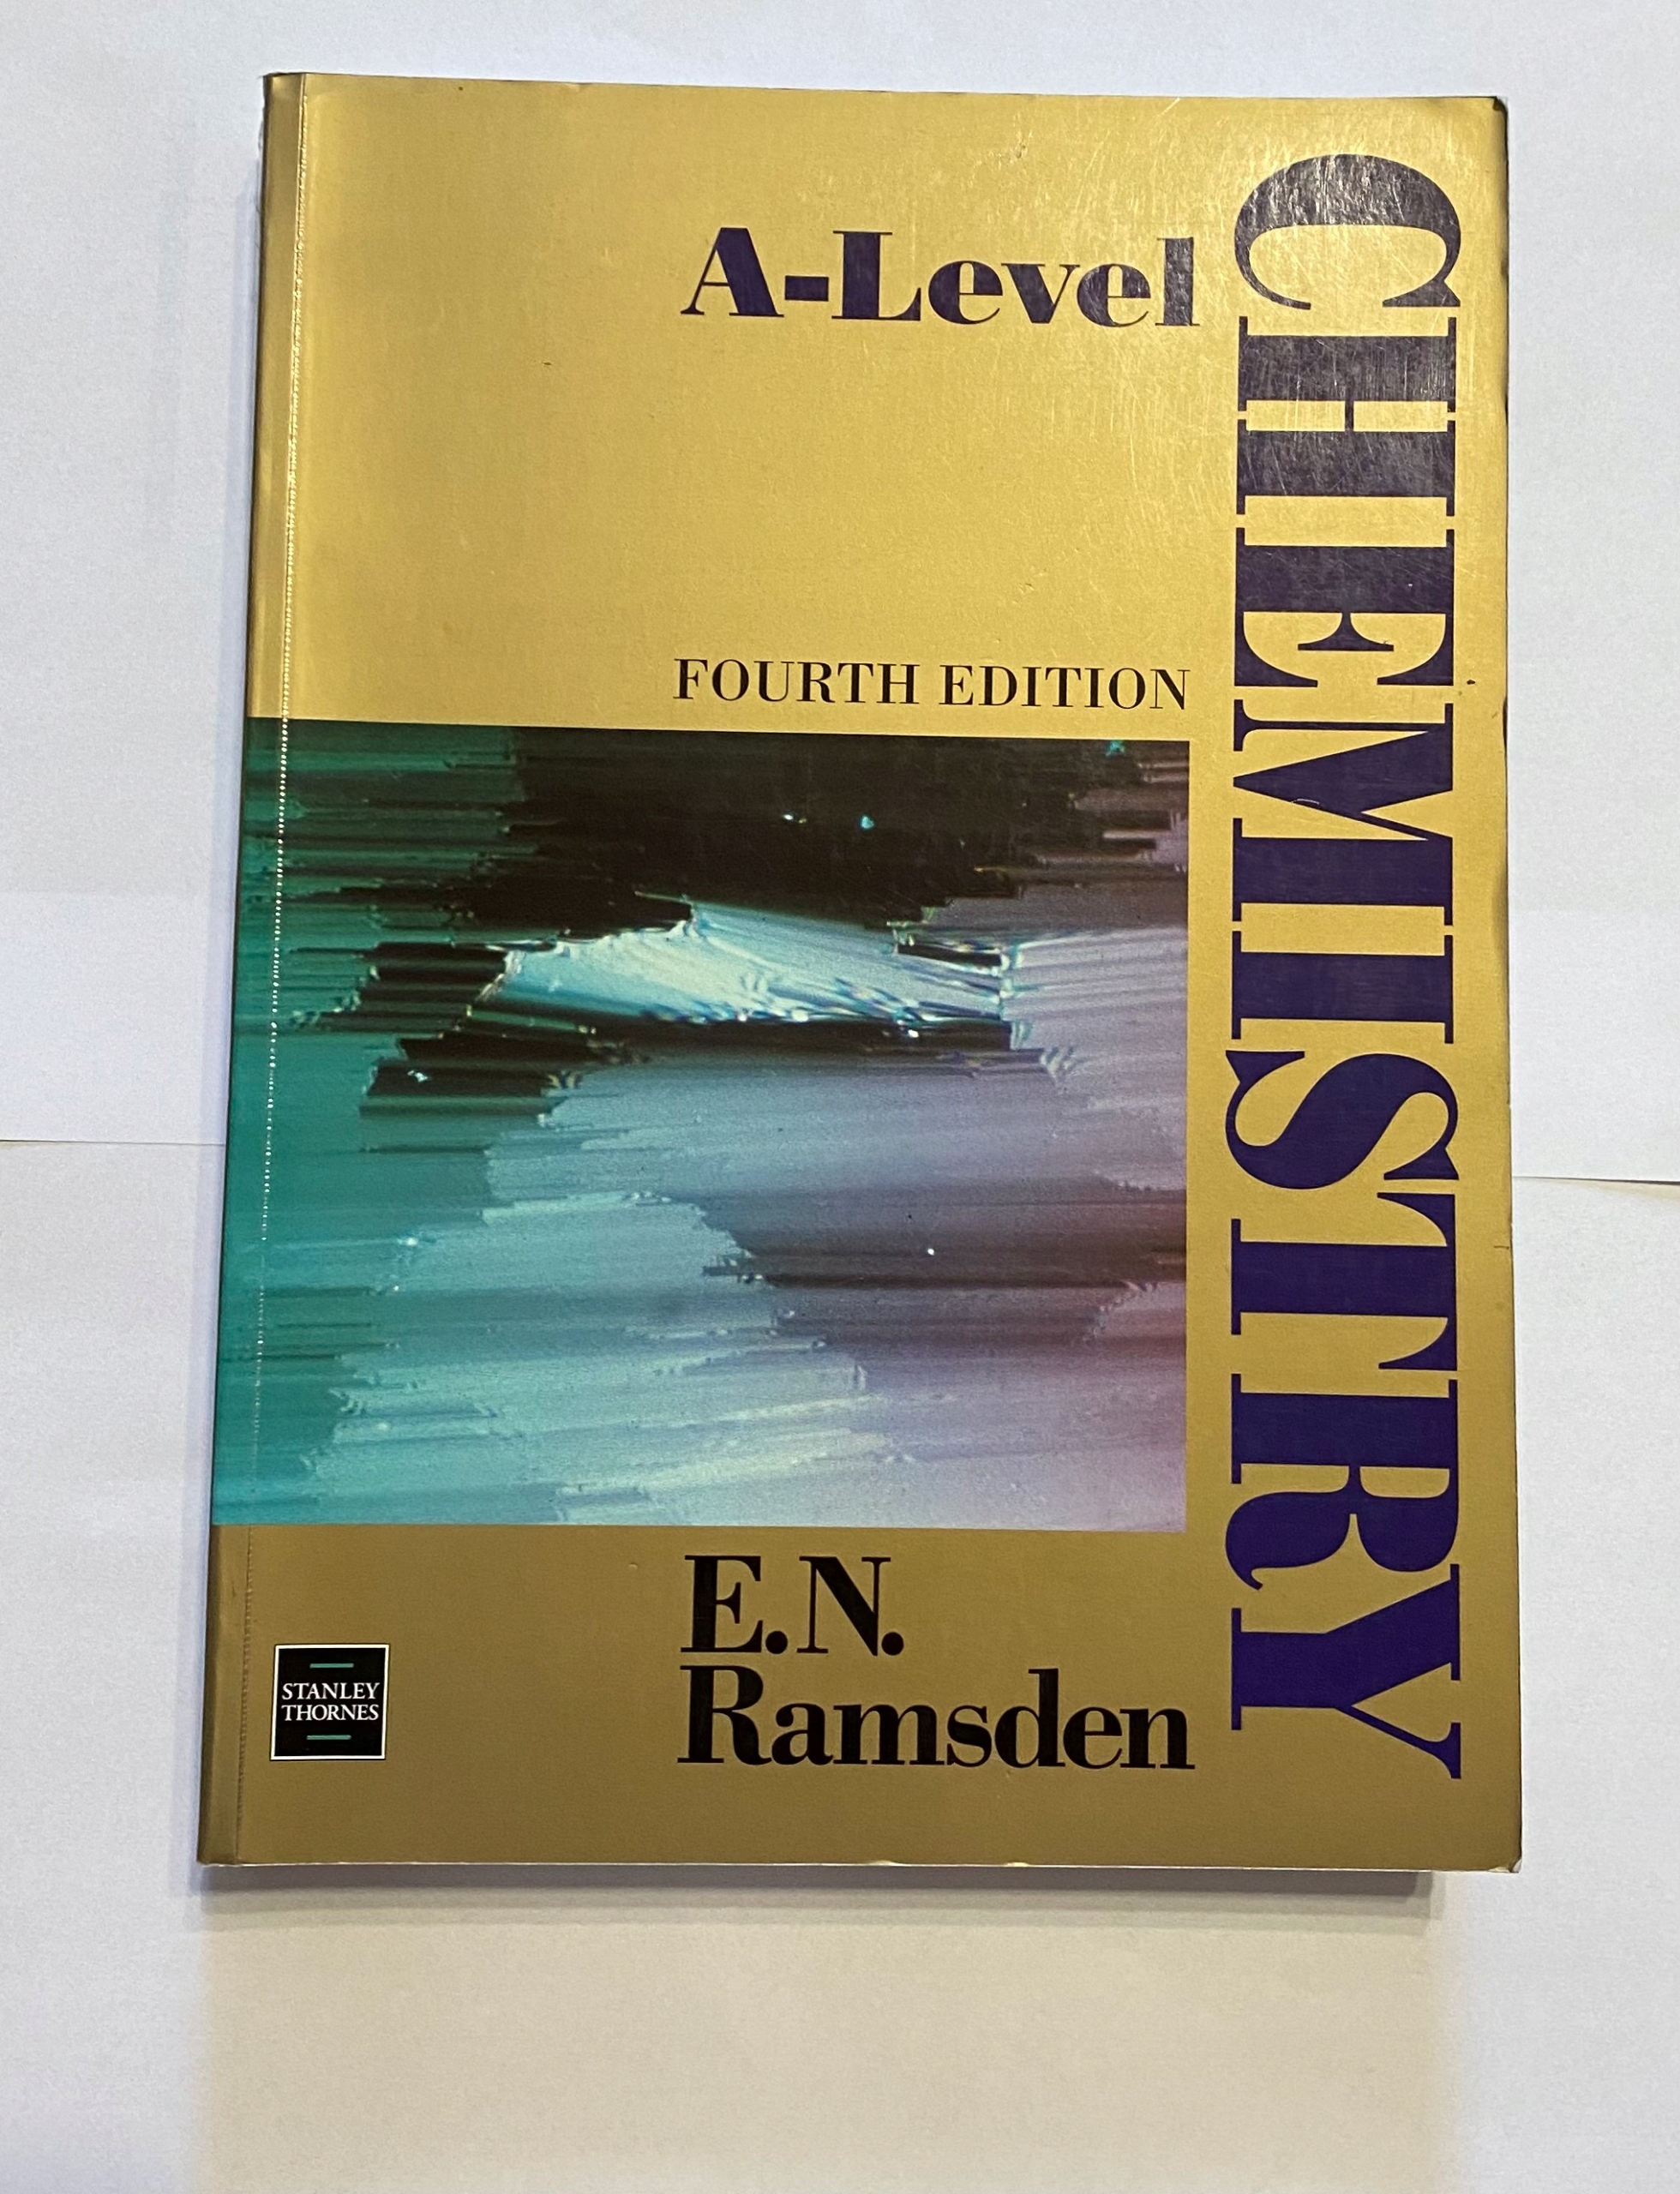 A-Level
CHEMISTRY
FOURTH EDITION
E.N.
Ramsden
STANLEY
THORNES